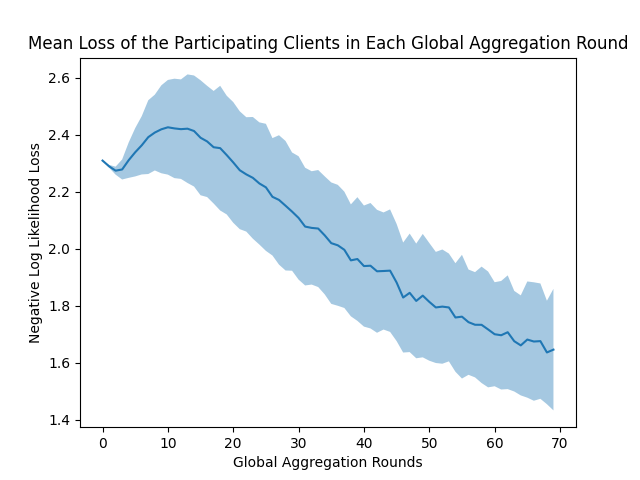 Mean Loss of the Participating Clients in Each Global Aggregation Round
Negative Log Likelihood Loss
2.6
2.4
2.2
2.0
1.8
1.6
1.4
0 10 20 30 40 50 60 70
Global Aggregation Rounds